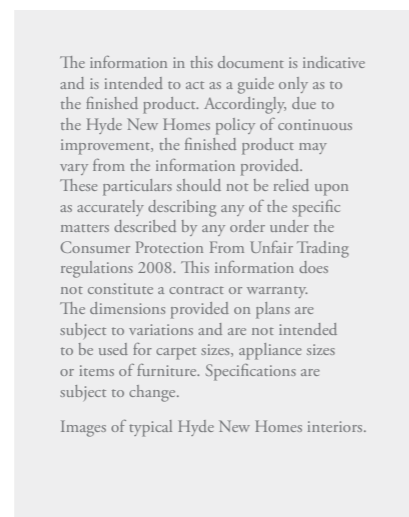 The information in this document is indicative
and is intended to act as a guide only as to
the finished product. Accordingly, due to
the Hyde New Homes policy of continuous
improvement, the finished product may
vary from the information provided.
These particulars should not be relied upon
as accurately describing any of the specific
matters described by any order under the
Consumer Protection From Unfair Trading
regulations 2008. This information does
not constitute a contract or warranty.
The dimensions provided on plans are
subject to variations and are not intended
to be used for carpet sizes, appliance sizes
or items of furniture. Specifications are
subject to change.
Images of typical Hyde New Homes interiors.